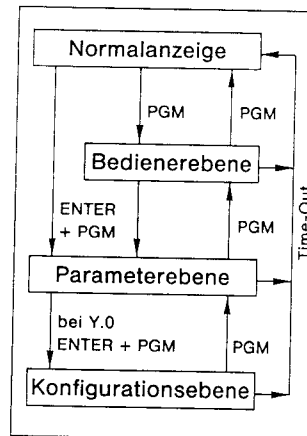 Normalanzeige
PGM
PGM
Bedienerebene
ENTER
+ PGM
PGM
Time-Out
Parameterebene
bei Y.0
ENTER + PGM
PGM
Konfigurationsebene